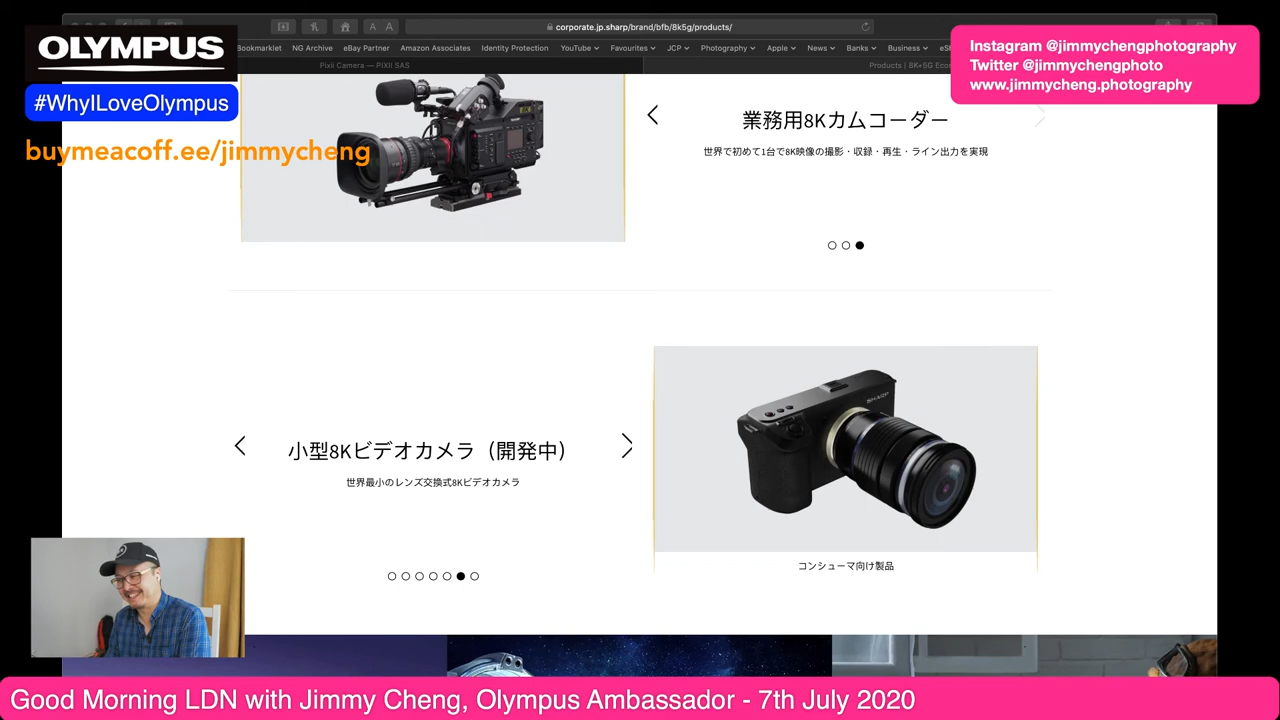 corporate.jp.sharp/brand/bfb/8k5g/products/
OLYMPUS
Bookmarklet NG Archive eBay Partner Amazon Associates Identity Protection YouTube Favourites JCP Photography Apple News Banks Business
Pixii Camera — PIXII SAS
Products | 8K+5G Eco
Instagram @jimmychengphotography
Twitter @jimmychengphoto
www.jimmycheng.photography
#WhyILoveOlympus
buymeacoff.ee/jimmycheng
業務用8Kカムコーダー
世界で初めて1台で8K映像の撮影・収録・再生・ライン出力を実現
SHARP
小型8Kビデオカメラ（開発中）
世界最小のレンズ交換式8Kビデオカメラ
コンシューマ向け製品
Good Morning LDN with Jimmy Cheng, Olympus Ambassador - 7th July 2020